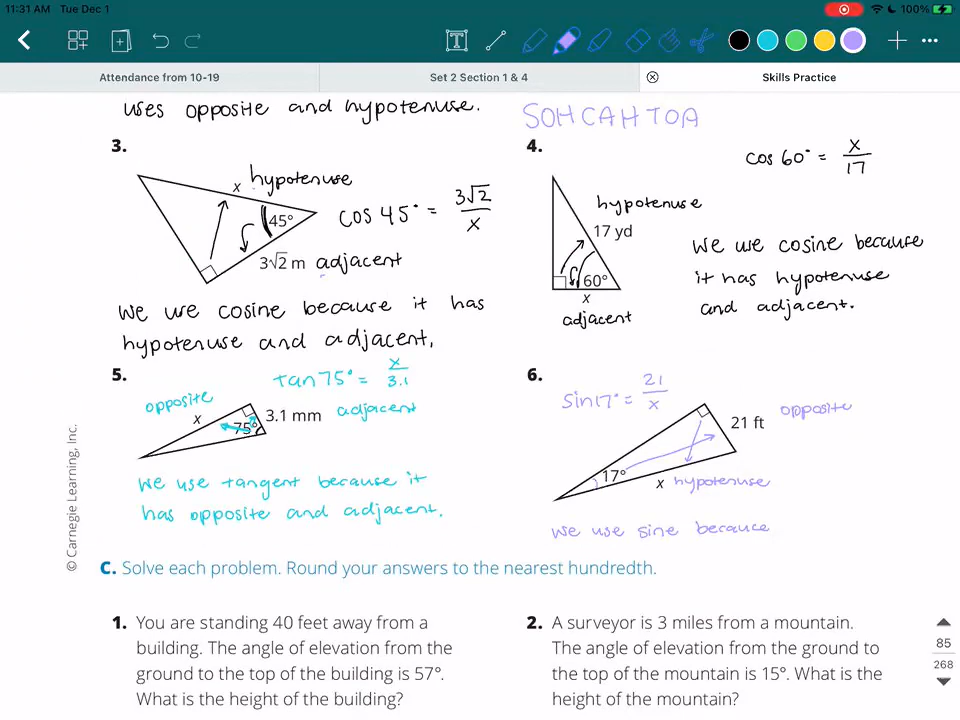 11:31 AM Tue Dec 1
100%
T
Attendance from 10-19
Set 2 Section 1 & 4
Skills Practice
uses opposite and hypotenuse.
SOHCAHTOA
3.
hypotenuse
x
45°
cos 45° = 3√2 / x
3√2 m adjacent
We use cosine because it has
hypotenuse and adjacent.
4.
cos 60° = x / 17
hypotenuse
17 yd
60°
x
adjacent
We use cosine because
it has hypotenuse
and adjacent.
5.
tan 75° = x / 3.1
opposite
x
75°
3.1 mm adjacent
We use tangent because it
has opposite and adjacent.
6.
sin 17° = 21 / x
21 ft
opposite
17°
x hypotenuse
We use sine because
© Carnegie Learning, Inc.
C. Solve each problem. Round your answers to the nearest hundredth.
1. You are standing 40 feet away from a
building. The angle of elevation from the
ground to the top of the building is 57°.
What is the height of the building?
2. A surveyor is 3 miles from a mountain.
The angle of elevation from the ground to
the top of the mountain is 15°. What is the
height of the mountain?
85
268